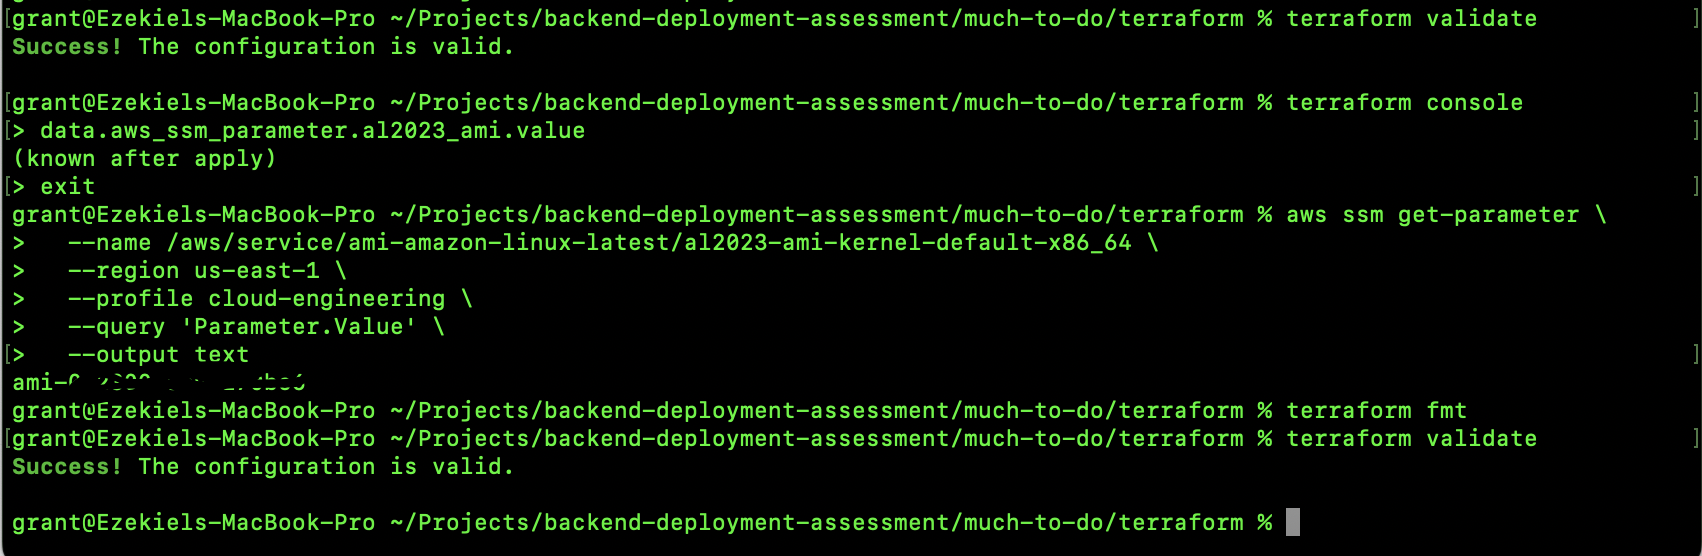 [grant@Ezekiels-MacBook-Pro ~/Projects/backend-deployment-assessment/much-to-do/terraform % terraform validate ]
Success! The configuration is valid.
[grant@Ezekiels-MacBook-Pro ~/Projects/backend-deployment-assessment/much-to-do/terraform % terraform console ]
[> data.aws_ssm_parameter.al2023_ami.value ]
(known after apply)
[> exit ]
grant@Ezekiels-MacBook-Pro ~/Projects/backend-deployment-assessment/much-to-do/terraform % aws ssm get-parameter \
>   --name /aws/service/ami-amazon-linux-latest/al2023-ami-kernel-default-x86_64 \
>   --region us-east-1 \
>   --profile cloud-engineering \
>   --query 'Parameter.Value' \
[>   --output text ]
ami-
grant@Ezekiels-MacBook-Pro ~/Projects/backend-deployment-assessment/much-to-do/terraform % terraform fmt
[grant@Ezekiels-MacBook-Pro ~/Projects/backend-deployment-assessment/much-to-do/terraform % terraform validate ]
Success! The configuration is valid.
grant@Ezekiels-MacBook-Pro ~/Projects/backend-deployment-assessment/much-to-do/terraform %